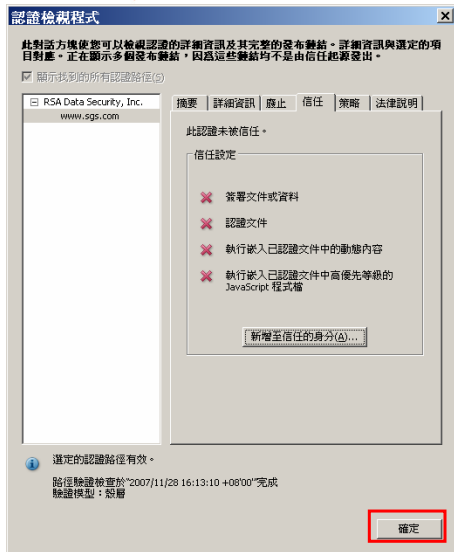 認證檢視程式
此對話方塊使您可以檢視認證的詳細資訊及其完整的發布鏈結。詳細資訊與選定的項
目對應。正在顯示多個發布鏈結,因為這些鏈結均不是由信任起源發出。
顯示找到的所有認證路徑(S)
RSA Data Security, Inc.
www.sgs.com
摘要 詳細資訊 廢止 信任 策略 法律說明
此認證未被信任。
信任設定
簽署文件或資料
認證文件
執行嵌入已認證文件中的動態內容
執行嵌入已認證文件中高優先等級的
JavaScript 程式檔
新增至信任的身分(A)...
選定的認證路徑有效。
路徑驗證檢查於"2007/11/28 16:13:10 +08'00'"完成
驗證模型:殼層
確定